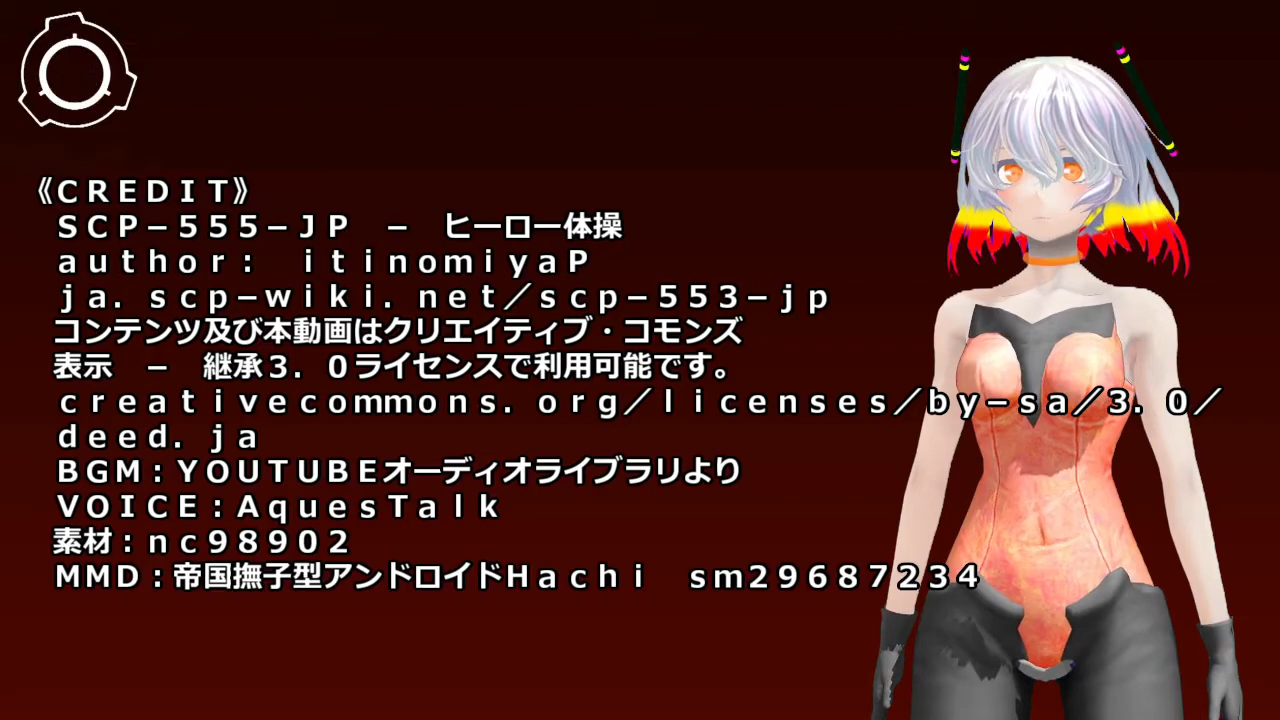 《ＣＲＥＤＩＴ》
ＳＣＰ－５５５－ＪＰ　－　ヒーロー体操
ａｕｔｈｏｒ：　ｉｔｉｎｏｍｉｙａＰ
ｊａ．ｓｃｐ－ｗｉｋｉ．ｎｅｔ／ｓｃｐ－５５３－ｊｐ
コンテンツ及び本動画はクリエイティブ・コモンズ
表示　－　継承３．０ライセンスで利用可能です。
ｃｒｅａｔｉｖｅｃｏｍｍｏｎｓ．ｏｒｇ／ｌｉｃｅｎｓｅｓ／ｂｙ－ｓａ／３．０／
ｄｅｅｄ．ｊａ
ＢＧＭ：ＹＯＵＴＵＢＥオーディオライブラリより
ＶＯＩＣＥ：ＡｑｕｅｓＴａｌｋ
素材：ｎｃ９８９０２
ＭＭＤ：帝国撫子型アンドロイドＨａｃｈｉ　ｓｍ２９６８７２３４